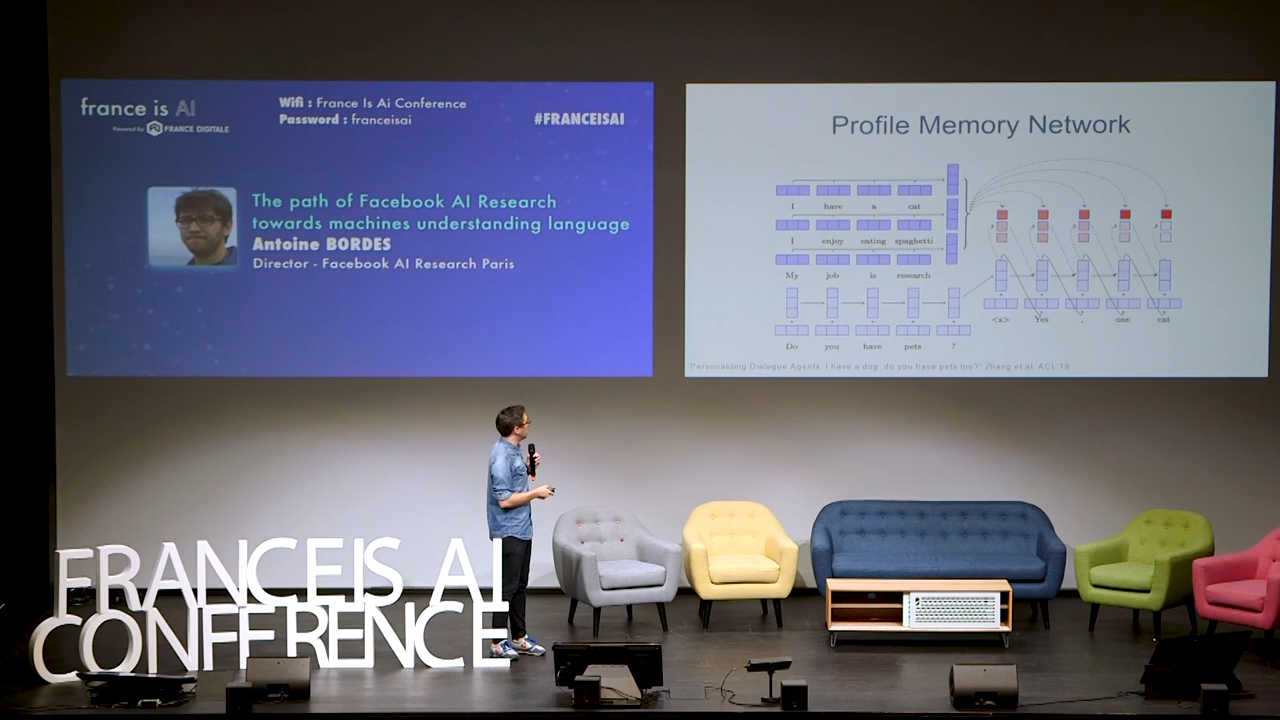 france is AI
Powered by FRANCE DIGITALE
Wifi : France Is Ai Conference
Password : franceisai
#FRANCEISAI
The path of Facebook AI Research
towards machines understanding language
Antoine BORDES
Director - Facebook AI Research Paris
Profile Memory Network
I have a cat
I enjoy eating spaghetti
My job is research
Do you have pets ?
<s> Yes , one cat
"Personalizing Dialogue Agents: I have a dog, do you have pets too?" Zhang et al. ACL'18
FRANCE IS AI
CONFERENCE